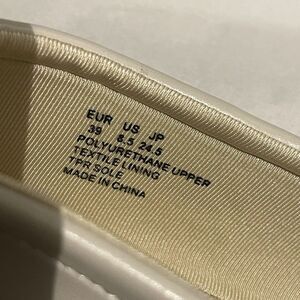 EUR US JP
39 8.5 24.5
POLYURETHANE UPPER
TEXTILE LINING
TPR SOLE
MADE IN CHINA